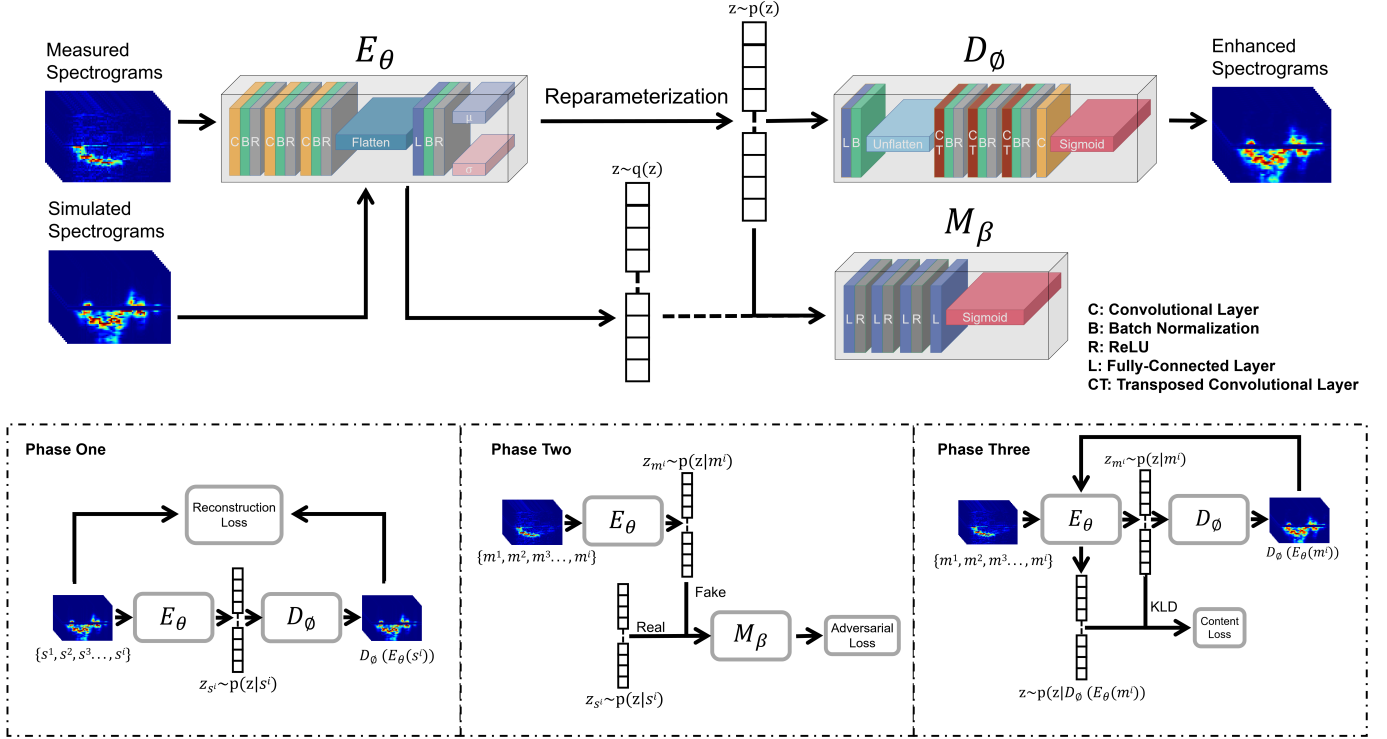 z~p(z)
Measured
Spectrograms
E_θ
D_∅
Enhanced
Spectrograms
Reparameterization
C B R C B R C B R
Flatten
L B R
μ
σ
L B
Unflatten
CT B R CT B R CT B R C
Sigmoid
z~q(z)
Simulated
Spectrograms
M_β
L R L R L R L
Sigmoid
C: Convolutional Layer
B: Batch Normalization
R: ReLU
L: Fully-Connected Layer
CT: Transposed Convolutional Layer
Phase One
Reconstruction
Loss
E_θ
D_∅
{s¹, s², s³ …, sⁱ}
D_∅ (E_θ(sⁱ))
z_{sⁱ}~p(z|sⁱ)
Phase Two
z_{mⁱ}~p(z|mⁱ)
E_θ
{m¹, m², m³ …, mⁱ}
Fake
Real
M_β
Adversarial
Loss
z_{sⁱ}~p(z|sⁱ)
Phase Three
z_{mⁱ}~p(z|mⁱ)
E_θ
D_∅
{m¹, m², m³ …, mⁱ}
D_∅ (E_θ(mⁱ))
KLD
Content
Loss
z~p(z|D_∅ (E_θ(mⁱ))